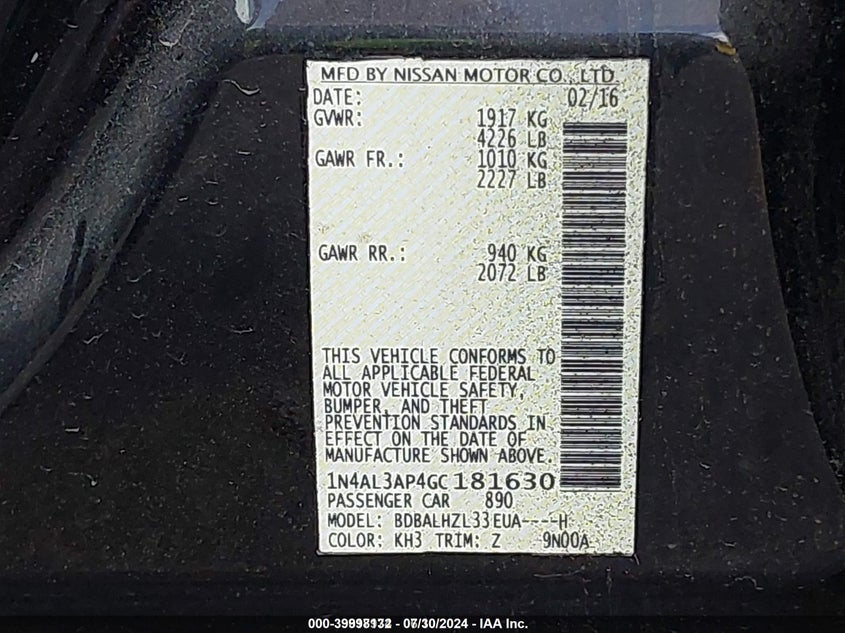 MFD BY NISSAN MOTOR CO., LTD.
DATE: 02/16
GVWR: 1917 KG
4226 LB
GAWR FR.: 1010 KG
2227 LB
GAWR RR.: 940 KG
2072 LB
THIS VEHICLE CONFORMS TO
ALL APPLICABLE FEDERAL
MOTOR VEHICLE SAFETY,
BUMPER, AND THEFT
PREVENTION STANDARDS IN
EFFECT ON THE DATE OF
MANUFACTURE SHOWN ABOVE.
1N4AL3AP4GC181630
PASSENGER CAR 890
MODEL: BDBALHZL33EUA----H
COLOR: KH3 TRIM: Z 9N00A
/30/2024 - IAA Inc.